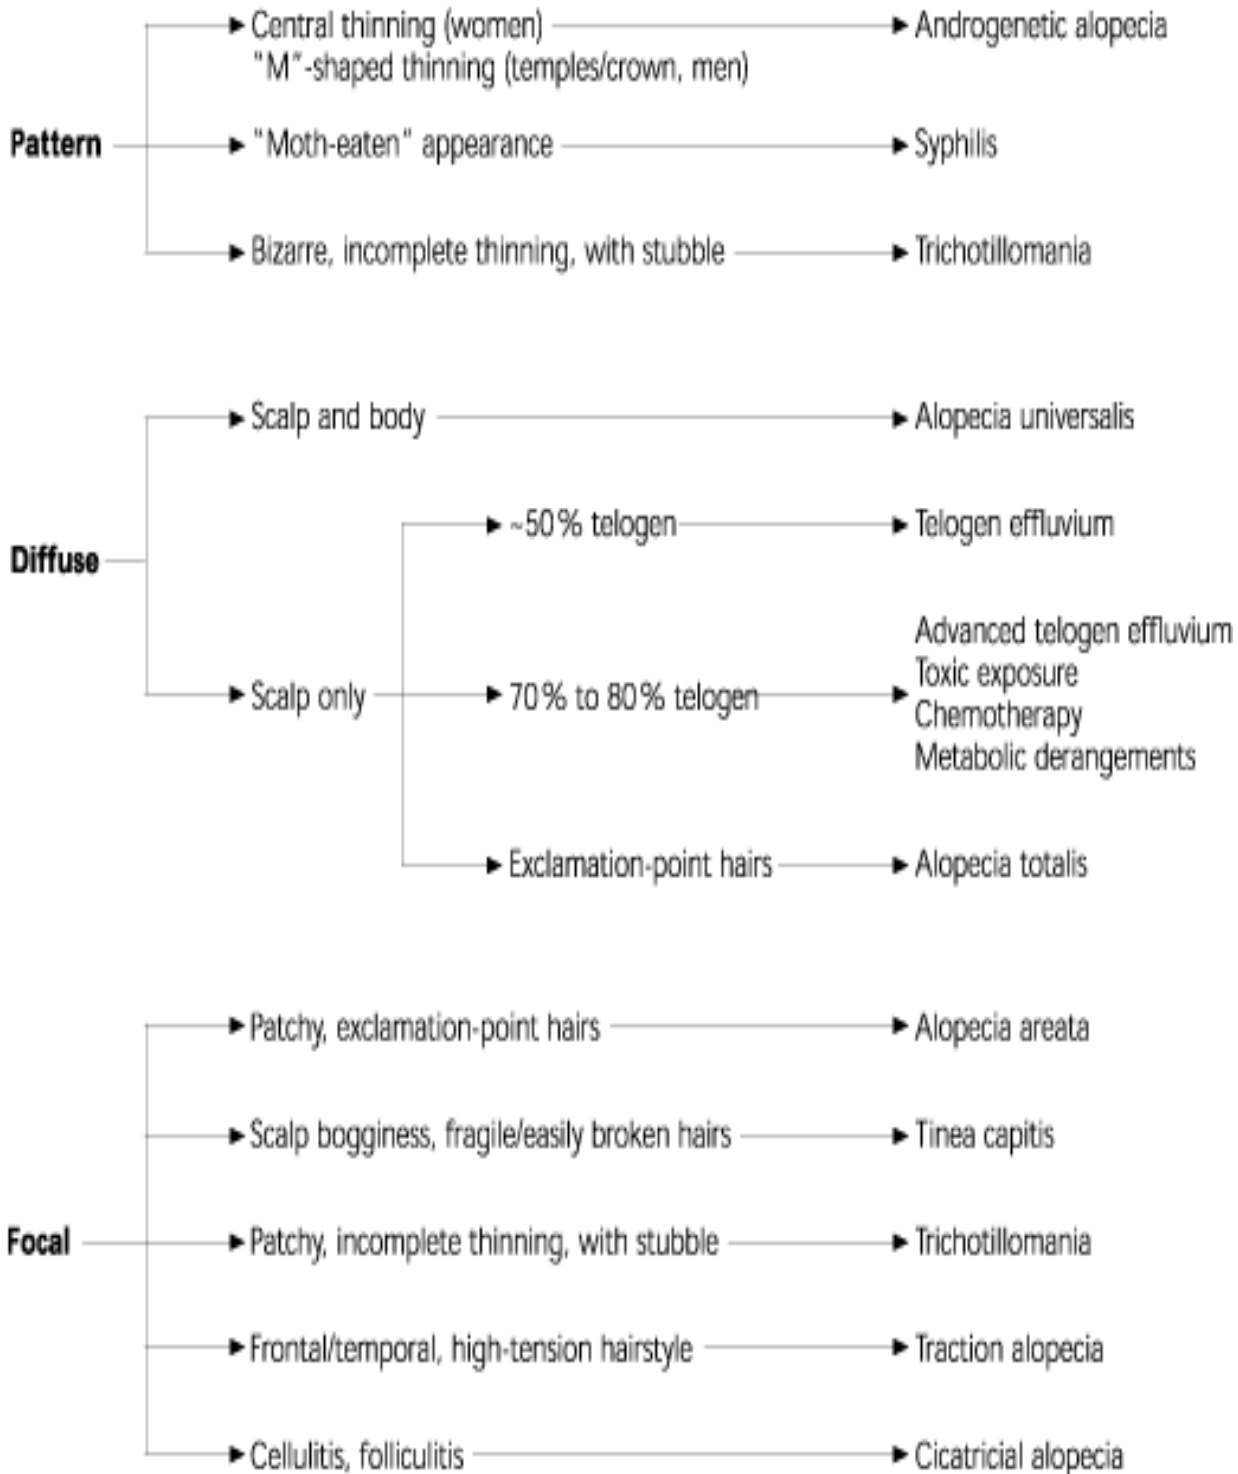 Central thinning (women) Androgenetic alopecia
"M"-shaped thinning (temples/crown, men)
Pattern "Moth-eaten" appearance Syphilis
Bizarre, incomplete thinning, with stubble Trichotillomania
Scalp and body Alopecia universalis
~50% telogen Telogen effluvium
Diffuse
Advanced telogen effluvium
Toxic exposure
Scalp only 70% to 80% telogen
Chemotherapy
Metabolic derangements
Exclamation-point hairs Alopecia totalis
Patchy, exclamation-point hairs Alopecia areata
Scalp bogginess, fragile/easily broken hairs Tinea capitis
Focal Patchy, incomplete thinning, with stubble Trichotillomania
Frontal/temporal, high-tension hairstyle Traction alopecia
Cellulitis, folliculitis Cicatricial alopecia